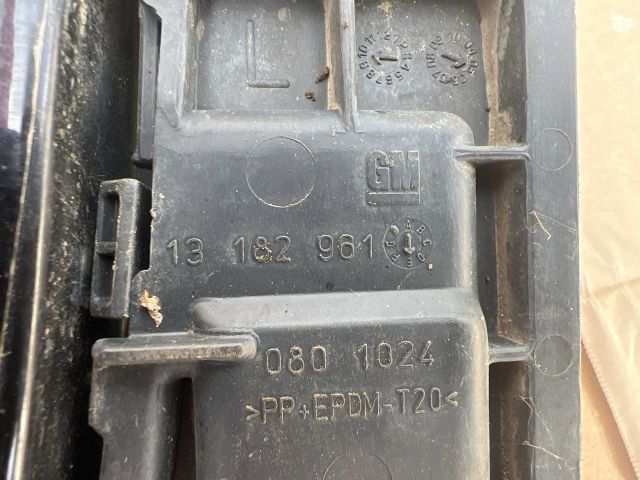 L
GM
13 182 961
080 1024
>PP+EPDM-T20<